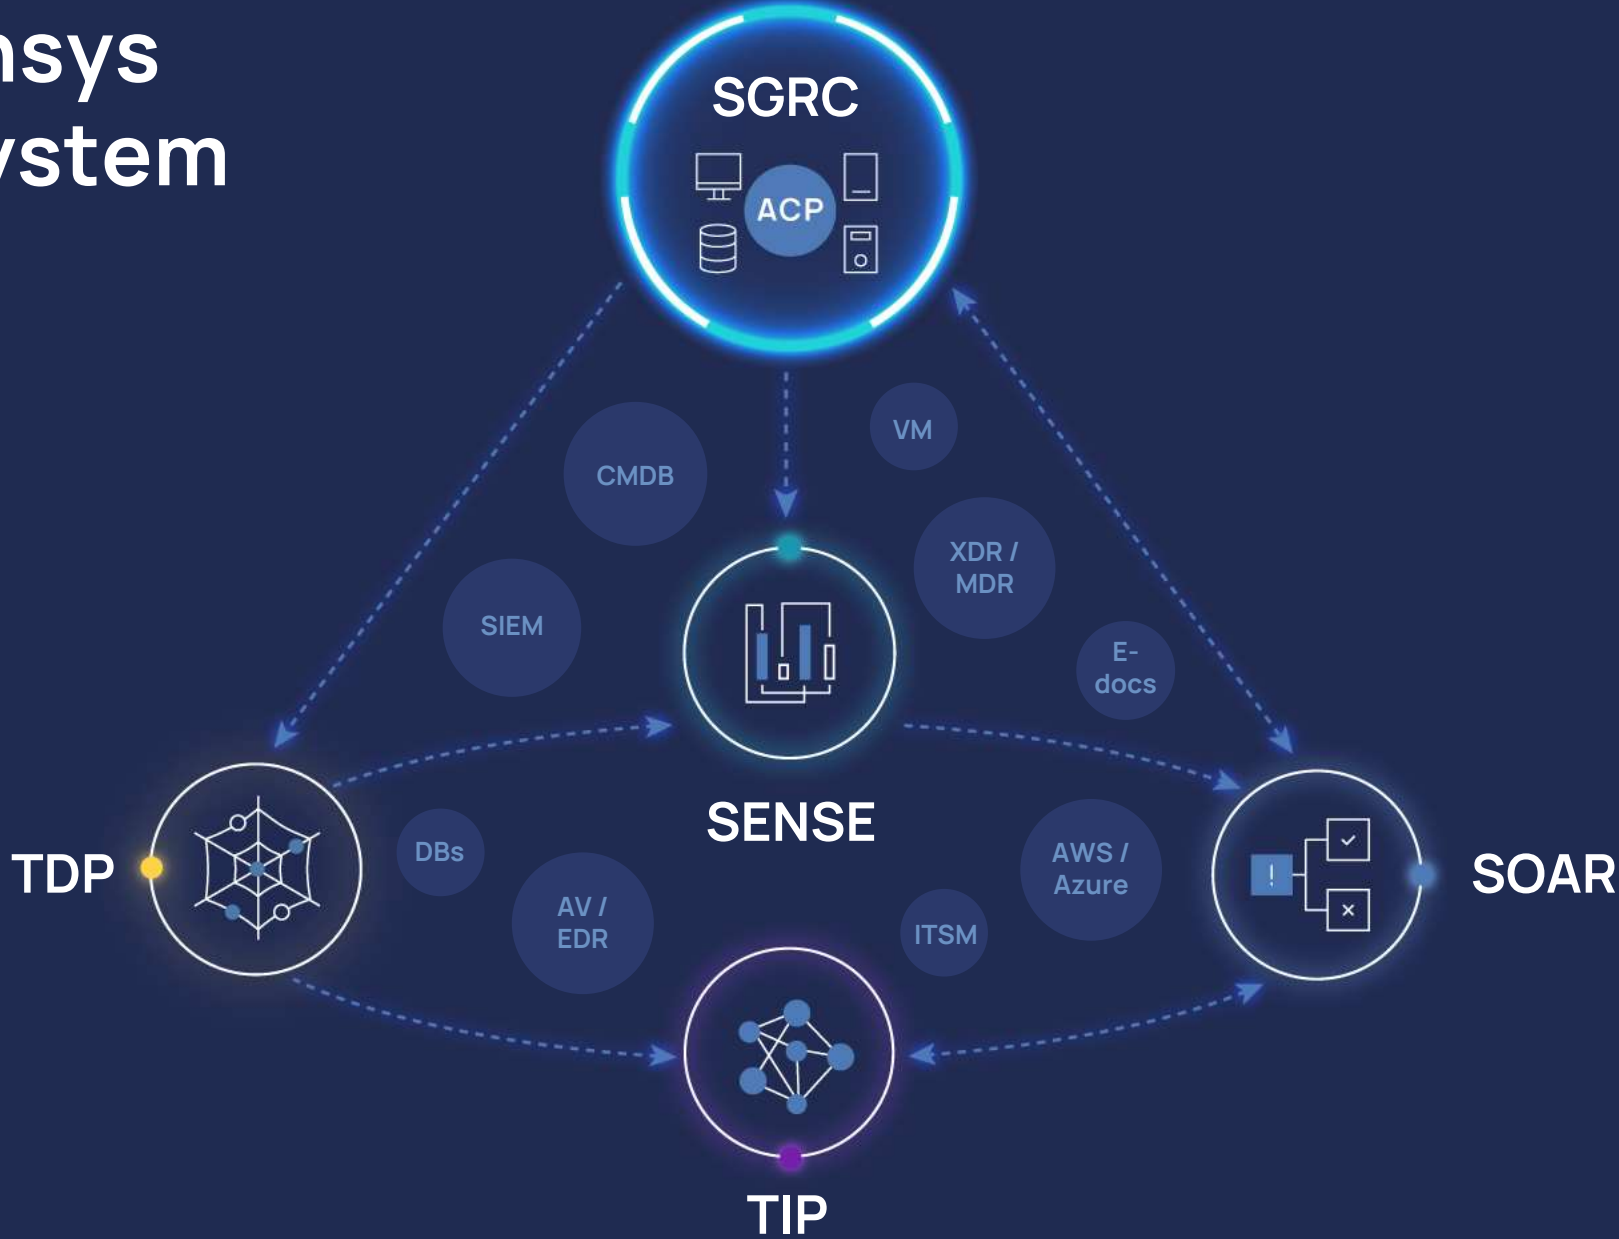 nsys
ystem
SGRC
ACP
VM
CMDB
XDR /
MDR
SIEM
E-
docs
SENSE
TDP
DBs
AWS /
Azure
SOAR
AV /
EDR
ITSM
TIP